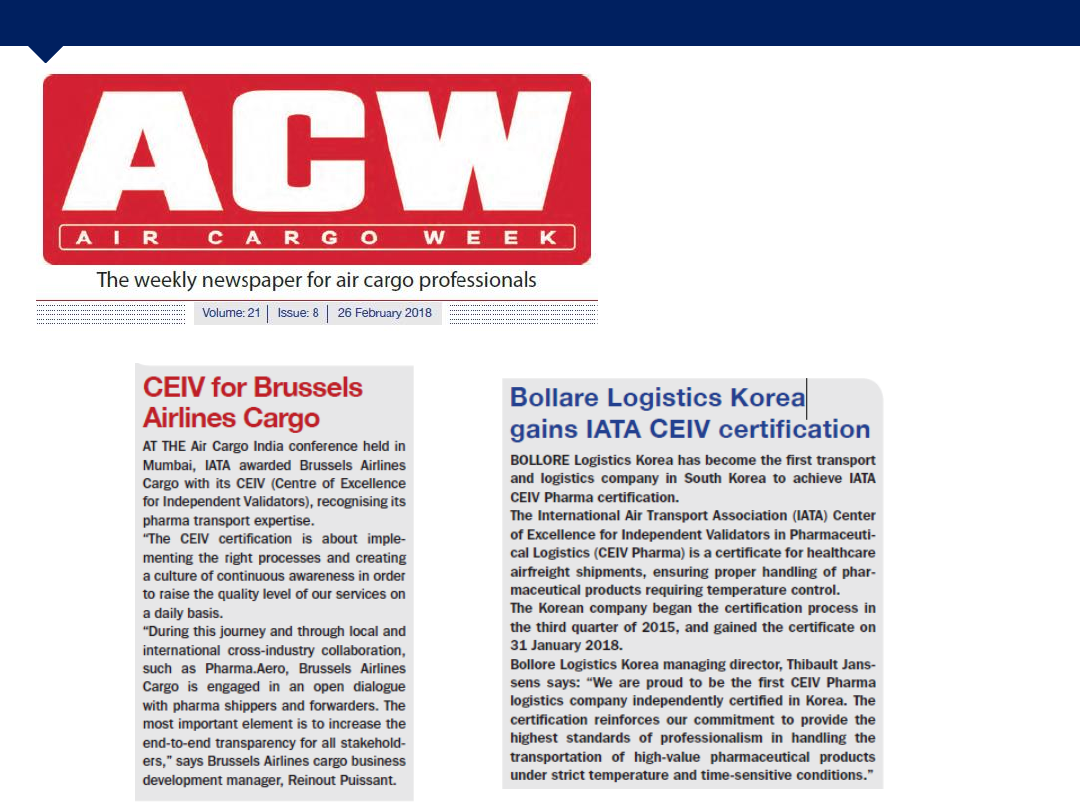 ACW
AIR CARGO WEEK
The weekly newspaper for air cargo professionals
Volume: 21 | Issue: 8 | 26 February 2018
CEIV for Brussels
Airlines Cargo
AT THE Air Cargo India conference held in
Mumbai, IATA awarded Brussels Airlines
Cargo with its CEIV (Centre of Excellence
for Independent Validators), recognising its
pharma transport expertise.
“The CEIV certification is about imple-
menting the right processes and creating
a culture of continuous awareness in order
to raise the quality level of our services on
a daily basis.
“During this journey and through local and
international cross-industry collaboration,
such as Pharma.Aero, Brussels Airlines
Cargo is engaged in an open dialogue
with pharma shippers and forwarders. The
most important element is to increase the
end-to-end transparency for all stakehold-
ers,” says Brussels Airlines cargo business
development manager, Reinout Puissant.
Bollare Logistics Korea
gains IATA CEIV certification
BOLLORE Logistics Korea has become the first transport
and logistics company in South Korea to achieve IATA
CEIV Pharma certification.
The International Air Transport Association (IATA) Center
of Excellence for Independent Validators in Pharmaceuti-
cal Logistics (CEIV Pharma) is a certificate for healthcare
airfreight shipments, ensuring proper handling of phar-
maceutical products requiring temperature control.
The Korean company began the certification process in
the third quarter of 2015, and gained the certificate on
31 January 2018.
Bollore Logistics Korea managing director, Thibault Jans-
sens says: “We are proud to be the first CEIV Pharma
logistics company independently certified in Korea. The
certification reinforces our commitment to provide the
highest standards of professionalism in handling the
transportation of high-value pharmaceutical products
under strict temperature and time-sensitive conditions.”